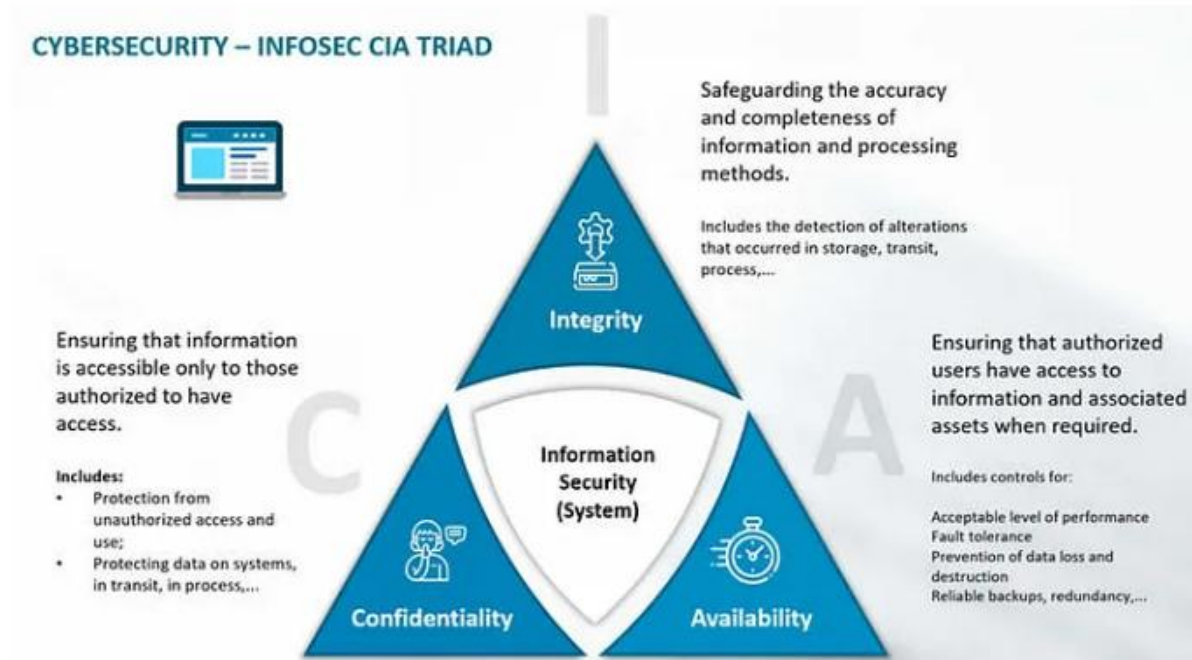 CYBERSECURITY – INFOSEC CIA TRIAD
I
Safeguarding the accuracy
and completeness of
information and processing
methods.
Includes the detection of alterations
that occurred in storage, transit,
process,...
Integrity
Ensuring that information
is accessible only to those
authorized to have
access.
Includes:
• Protection from
unauthorized access and
use;
• Protecting data on systems,
in transit, in process,...
C
Confidentiality
Information
Security
(System)
A
Availability
Ensuring that authorized
users have access to
information and associated
assets when required.
Includes controls for:
Acceptable level of performance
Fault tolerance
Prevention of data loss and
destruction
Reliable backups, redundancy,...